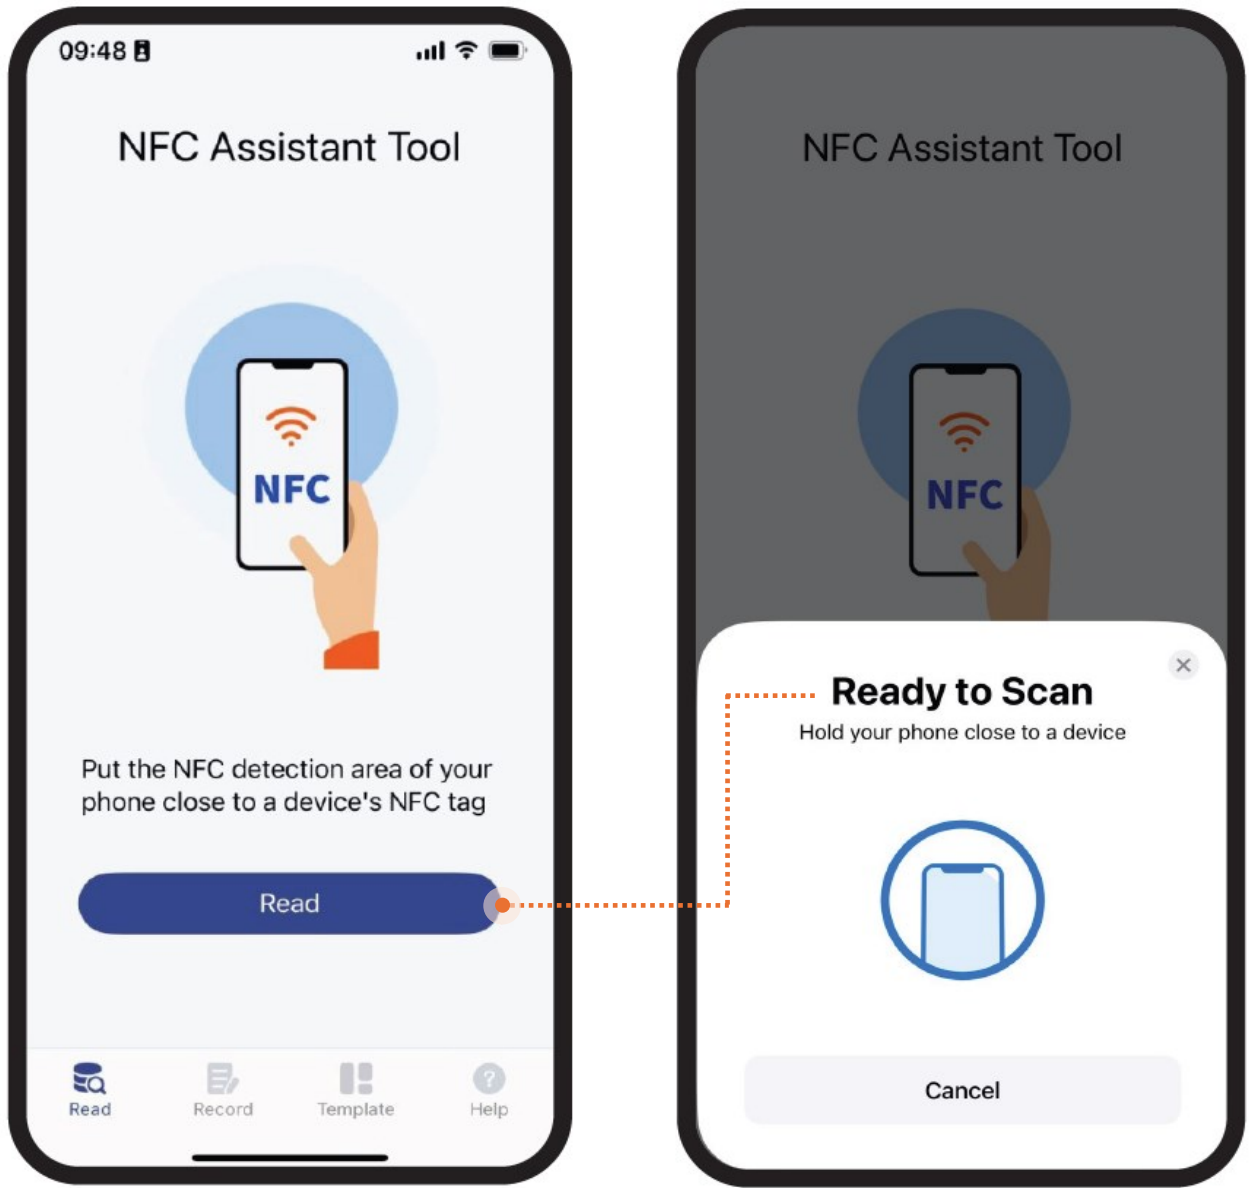 09:48
NFC Assistant Tool
NFC
Put the NFC detection area of your
phone close to a device's NFC tag
Read
Read
Record
Template
Help
NFC Assistant Tool
NFC
Ready to Scan
Hold your phone close to a device
Cancel